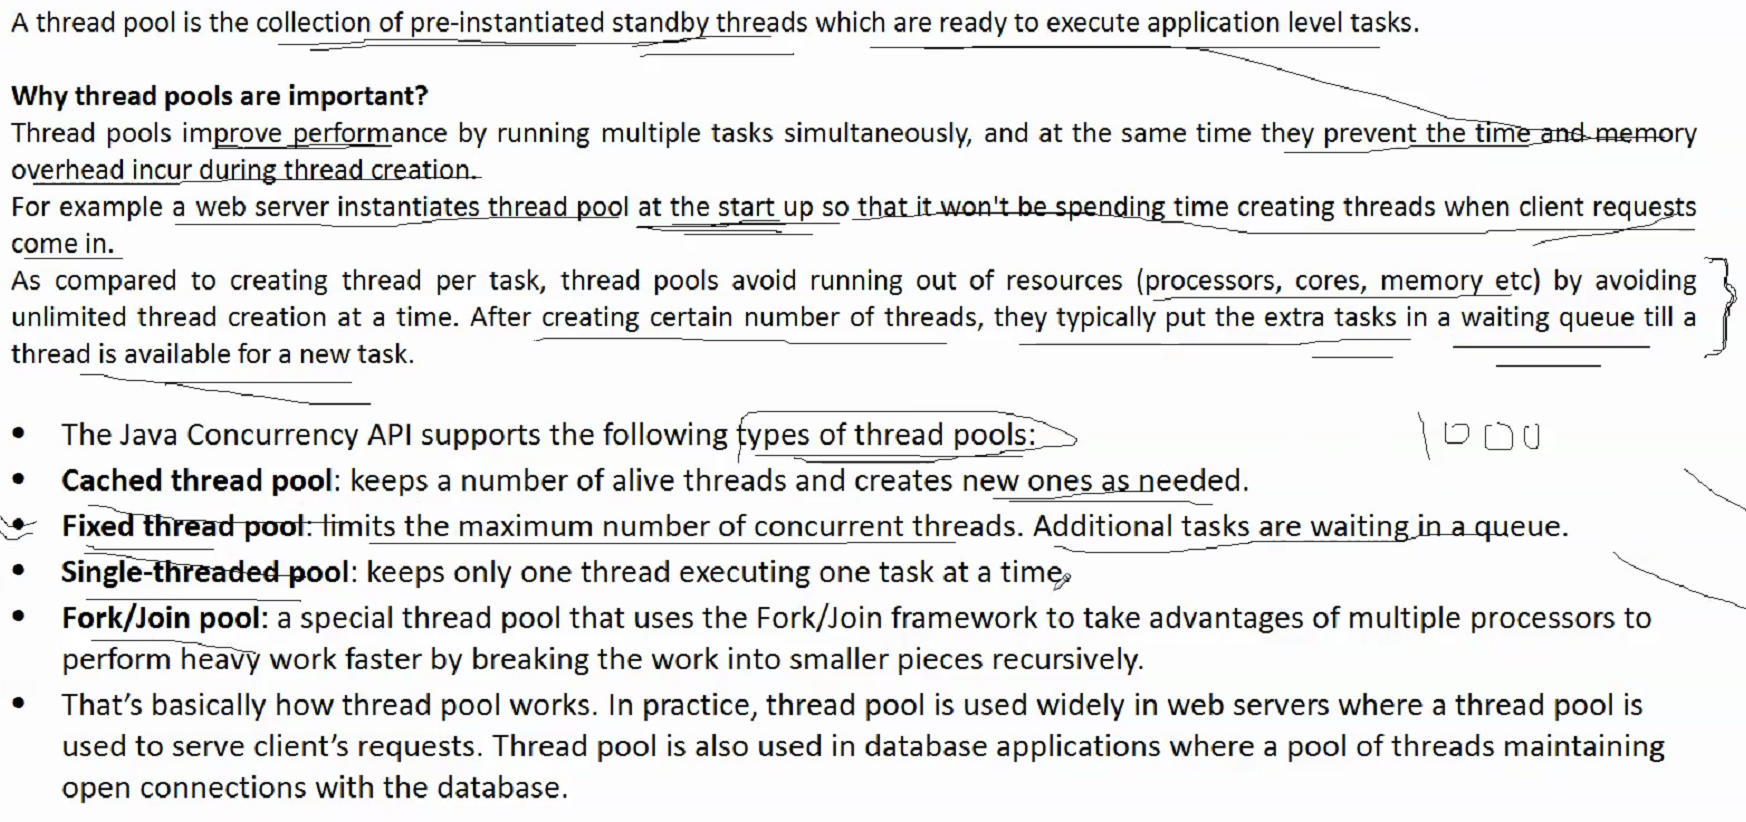 A thread pool is the collection of pre-instantiated standby threads which are ready to execute application level tasks.
Why thread pools are important?
Thread pools improve performance by running multiple tasks simultaneously, and at the same time they prevent the time and memory
overhead incur during thread creation.
For example a web server instantiates thread pool at the start up so that it won't be spending time creating threads when client requests
come in.
As compared to creating thread per task, thread pools avoid running out of resources (processors, cores, memory etc) by avoiding
unlimited thread creation at a time. After creating certain number of threads, they typically put the extra tasks in a waiting queue till a
thread is available for a new task.
• The Java Concurrency API supports the following types of thread pools:
1000
• Cached thread pool: keeps a number of alive threads and creates new ones as needed.
• Fixed thread pool: limits the maximum number of concurrent threads. Additional tasks are waiting in a queue.
• Single-threaded pool: keeps only one thread executing one task at a time.
• Fork/Join pool: a special thread pool that uses the Fork/Join framework to take advantages of multiple processors to
perform heavy work faster by breaking the work into smaller pieces recursively.
• That’s basically how thread pool works. In practice, thread pool is used widely in web servers where a thread pool is
used to serve client’s requests. Thread pool is also used in database applications where a pool of threads maintaining
open connections with the database.